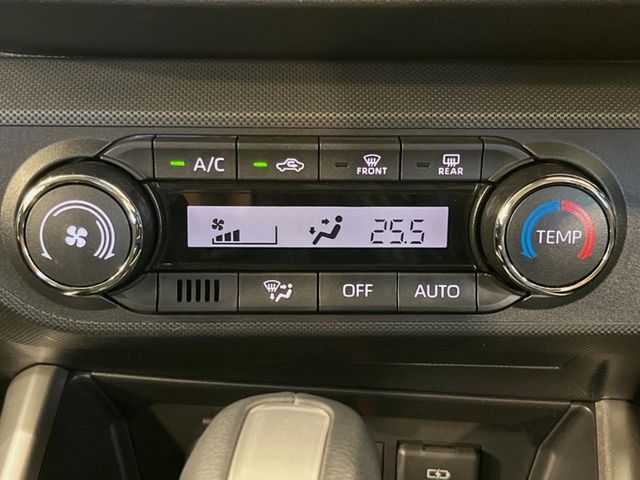 A/C
FRONT
REAR
25.5
TEMP
OFF
AUTO